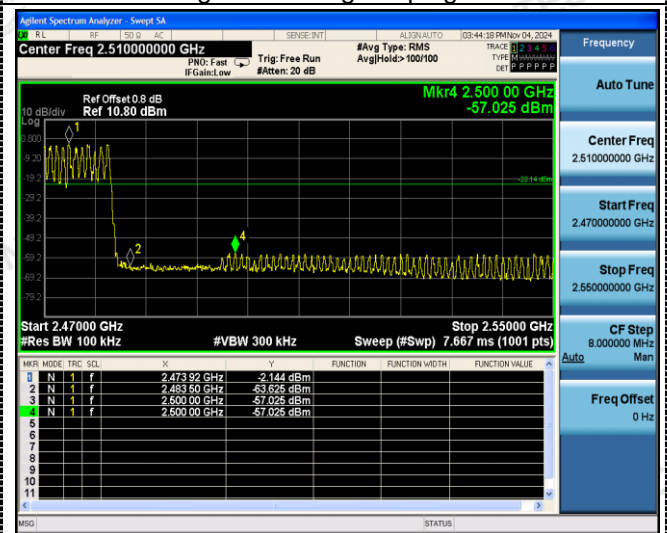 Agilent Spectrum Analyzer - Swept SA
RL RF 50 Ω AC SENSE:INT ALIGNAUTO 03:44:18 PM Nov 04, 2024
Center Freq 2.510000000 GHz
PNO: Fast
IFGain:Low
Trig: Free Run
#Atten: 20 dB
#Avg Type: RMS
Avg|Hold:>100/100
TRACE 1 2 3 4 5 6
TYPE M
DET P P P P P P
Frequency
Auto Tune
Center Freq
2.510000000 GHz
Start Freq
2.470000000 GHz
Stop Freq
2.550000000 GHz
CF Step
8.000000 MHz
Auto Man
Freq Offset
0 Hz
Mkr4 2.500 00 GHz
-57.025 dBm
Ref Offset 0.8 dB
10 dB/div Ref 10.80 dBm
Log
0.800
-9.20
-19.2
-29.2
-39.2
-49.2
-59.2
-69.2
-79.2
1
2
4
-22.14 dBm
Start 2.47000 GHz Stop 2.55000 GHz
#Res BW 100 kHz #VBW 300 kHz Sweep (#Swp) 7.667 ms (1001 pts)
MKR MODE TRC SCL X Y FUNCTION FUNCTION WIDTH FUNCTION VALUE
1 N 1 f 2.473 92 GHz -2.144 dBm
2 N 1 f 2.483 50 GHz -63.625 dBm
3 N 1 f 2.500 00 GHz -57.025 dBm
4 N 1 f 2.500 00 GHz -57.025 dBm
5
6
7
8
9
10
11
MSG STATUS